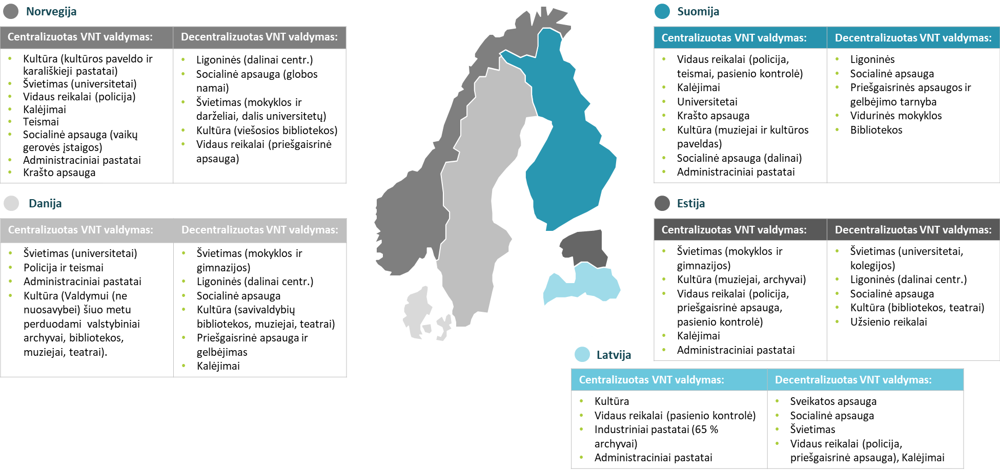 Norvegija
Centralizuotas VNT valdymas:
• Kultūra (kultūros paveldo ir
karališkieji pastatai)
• Švietimas (universitetai)
• Vidaus reikalai (policija)
• Kalėjimai
• Teismai
• Socialinė apsauga (vaikų
gerovės įstaigos)
• Administraciniai pastatai
• Krašto apsauga
Decentralizuotas VNT valdymas:
• Ligoninės (dalinai centr.)
• Socialinė apsauga (globos
namai)
• Švietimas (mokyklos ir
darželiai, dalis universitetų)
• Kultūra (viešosios bibliotekos)
• Vidaus reikalai (priešgaisrinė
apsauga)
Danija
Centralizuotas VNT valdymas:
• Švietimas (universitetai)
• Policija ir teismai
• Administraciniai pastatai
• Kultūra (Valdymui (ne
nuosavybei) šiuo metu
perduodami valstybiniai
archyvai, bibliotekos,
muziejai, teatrai).
Decentralizuotas VNT valdymas:
• Švietimas (mokyklos ir
gimnazijos)
• Ligoninės (dalinai centr.)
• Socialinė apsauga
• Kultūra (savivaldybių
bibliotekos, muziejai, teatrai)
• Priešgaisrinė apsauga ir
gelbėjimas
• Kalėjimai
Suomija
Centralizuotas VNT valdymas:
• Vidaus reikalai (policija,
teismai, pasienio kontrolė)
• Kalėjimai
• Universitetai
• Krašto apsauga
• Kultūra (muziejai ir kultūros
paveldas)
• Socialinė apsauga (dalinai)
• Administraciniai pastatai
Decentralizuotas VNT valdymas:
• Ligoninės
• Socialinė apsauga
• Priešgaisrinės apsaugos ir
gelbėjimo tarnyba
• Vidurinės mokyklos
• Bibliotekos
Estija
Centralizuotas VNT valdymas:
• Švietimas (mokyklos ir
gimnazijos)
• Kultūra (muziejai, archyvai)
• Vidaus reikalai (policija,
priešgaisrinė apsauga,
pasienio kontrolė)
• Kalėjimai
• Administraciniai pastatai
Decentralizuotas VNT valdymas:
• Švietimas (universitetai,
kolegijos)
• Ligoninės (dalinai centr.)
• Socialinė apsauga
• Kultūra (bibliotekos, teatrai)
• Užsienio reikalai
Latvija
Centralizuotas VNT valdymas:
• Kultūra
• Vidaus reikalai (pasienio kontrolė)
• Industriniai pastatai (65 %
archyvai)
• Administraciniai pastatai
Decentralizuotas VNT valdymas:
• Sveikatos apsauga
• Socialinė apsauga
• Švietimas
• Vidaus reikalai (policija,
priešgaisrinė apsauga), Kalėjimai